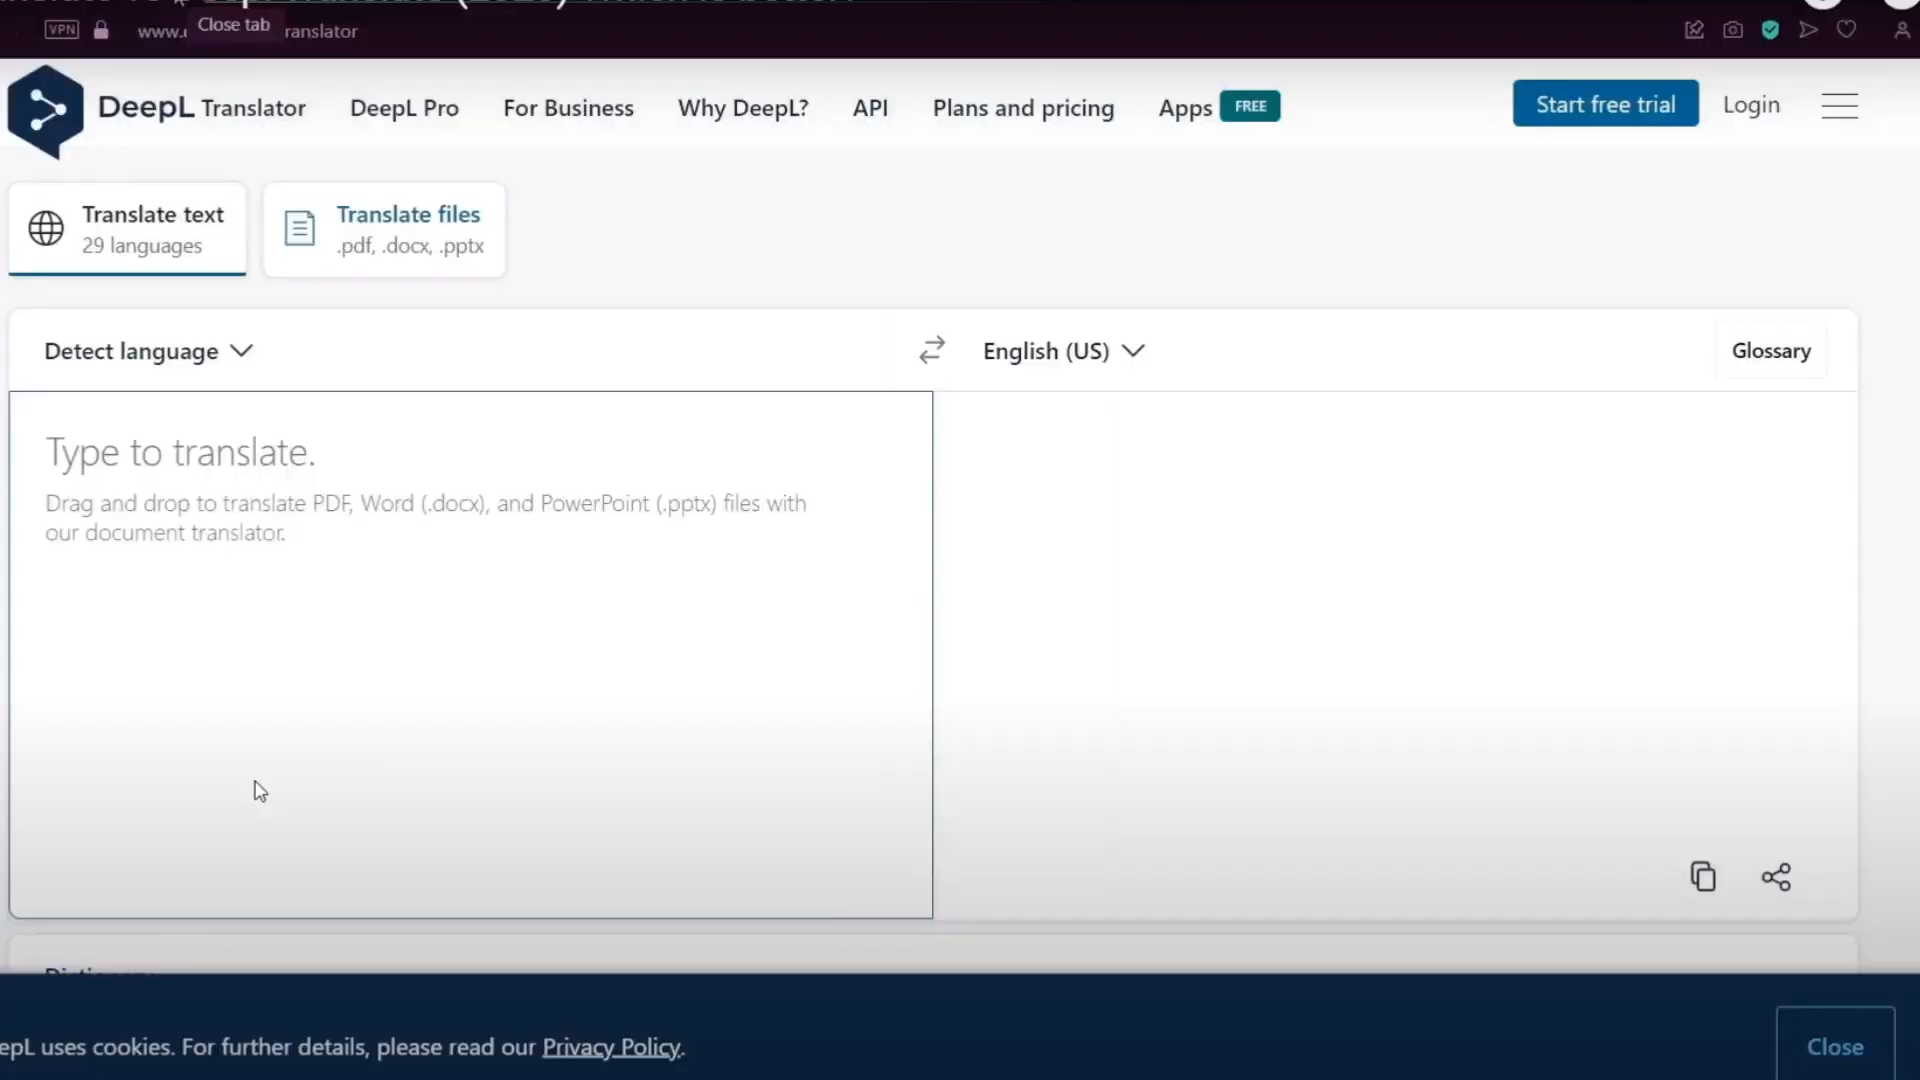 VPN
www.
Close tab
ranslator
DeepL Translator
DeepL Pro
For Business
Why DeepL?
API
Plans and pricing
Apps
FREE
Start free trial
Login
Translate text
29 languages
Translate files
.pdf, .docx, .pptx
Detect language
English (US)
Glossary
Type to translate.
Drag and drop to translate PDF, Word (.docx), and PowerPoint (.pptx) files with
our document translator.
epL uses cookies. For further details, please read our Privacy Policy.
Close